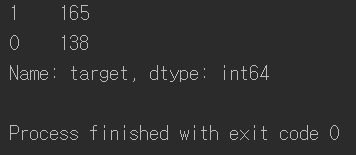 1    165
0    138
Name: target, dtype: int64

Process finished with exit code 0